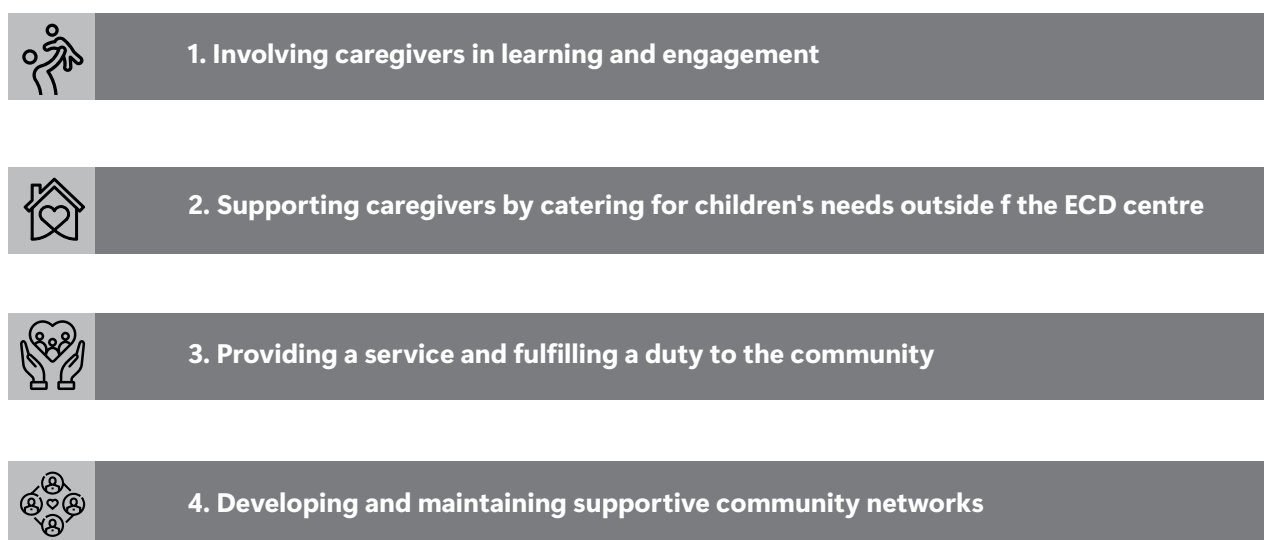 1. Involving caregivers in learning and engagement
2. Supporting caregivers by catering for children's needs outside f the ECD centre
3. Providing a service and fulfilling a duty to the community
4. Developing and maintaining supportive community networks